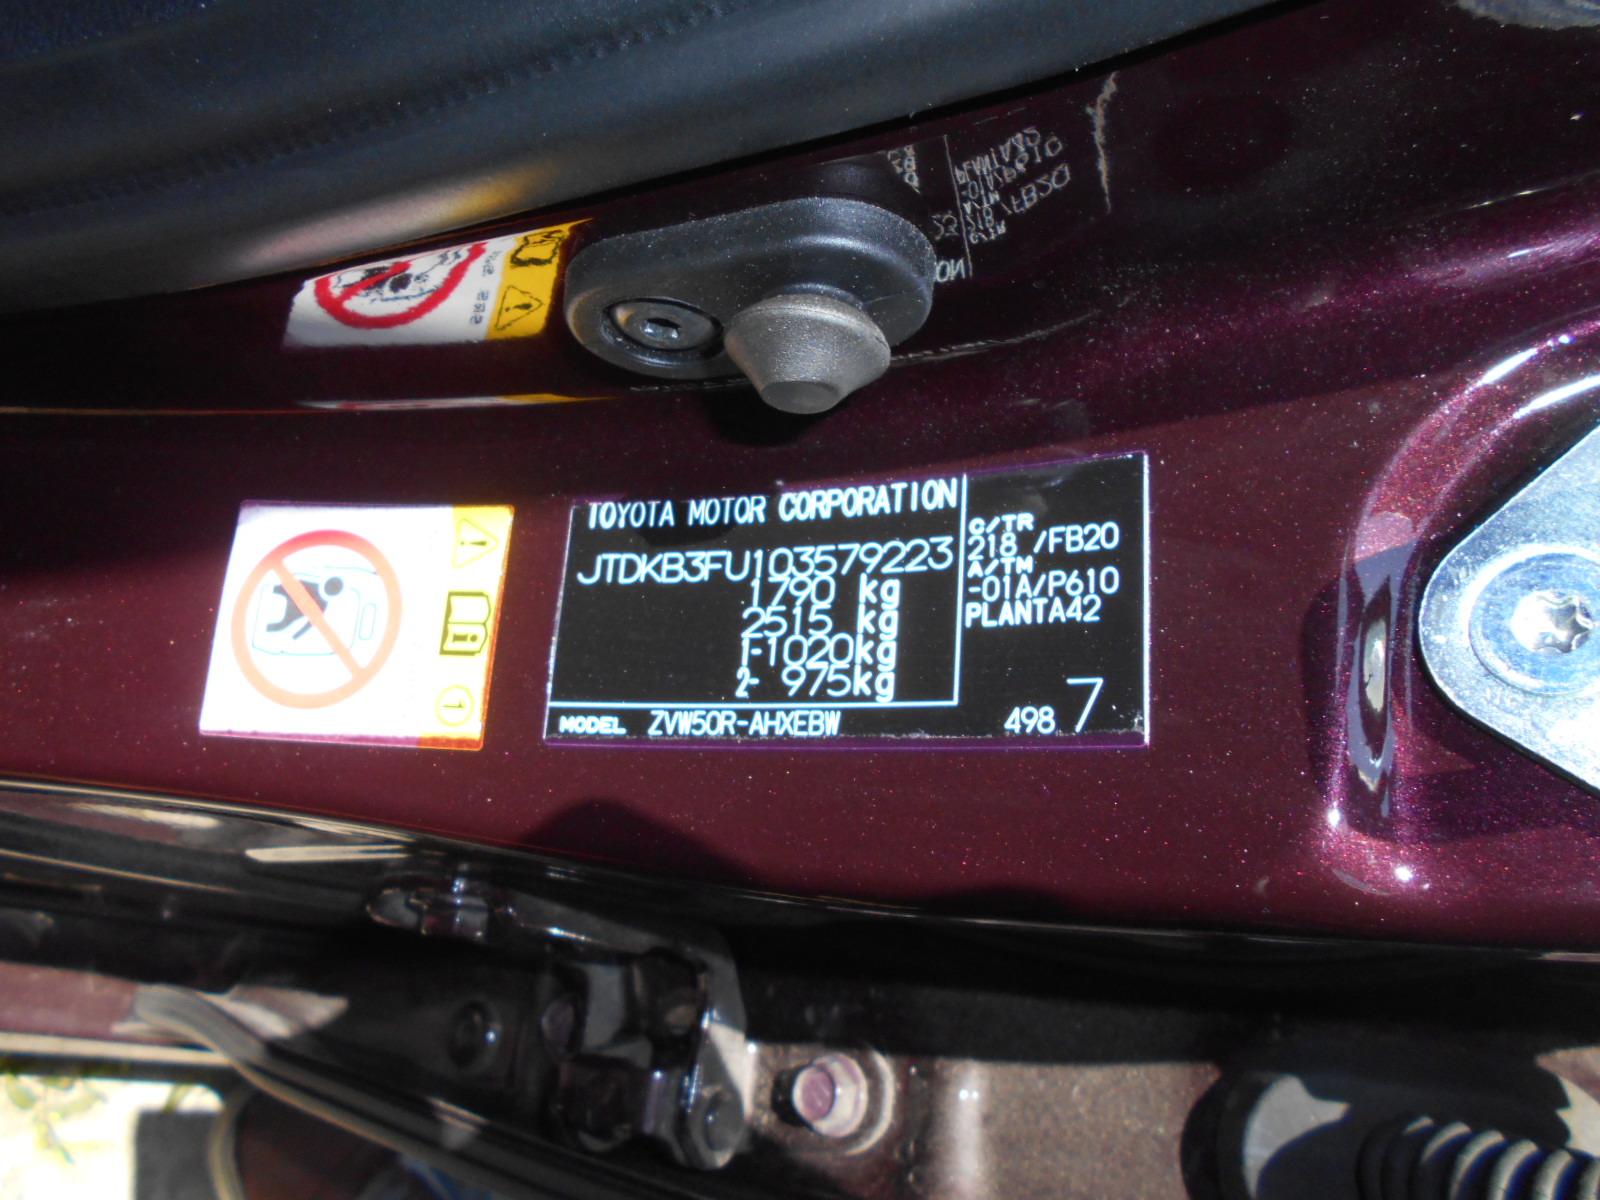 TOYOTA MOTOR CORPORATION
JTDKB3FU103579223
1790 kg
2515 kg
1-1020kg
2- 975kg
MODEL ZVW50R-AHXEBW
C/TR
218 /FB20
A/TM
-01A/P610
PLANTA42
498 7
1